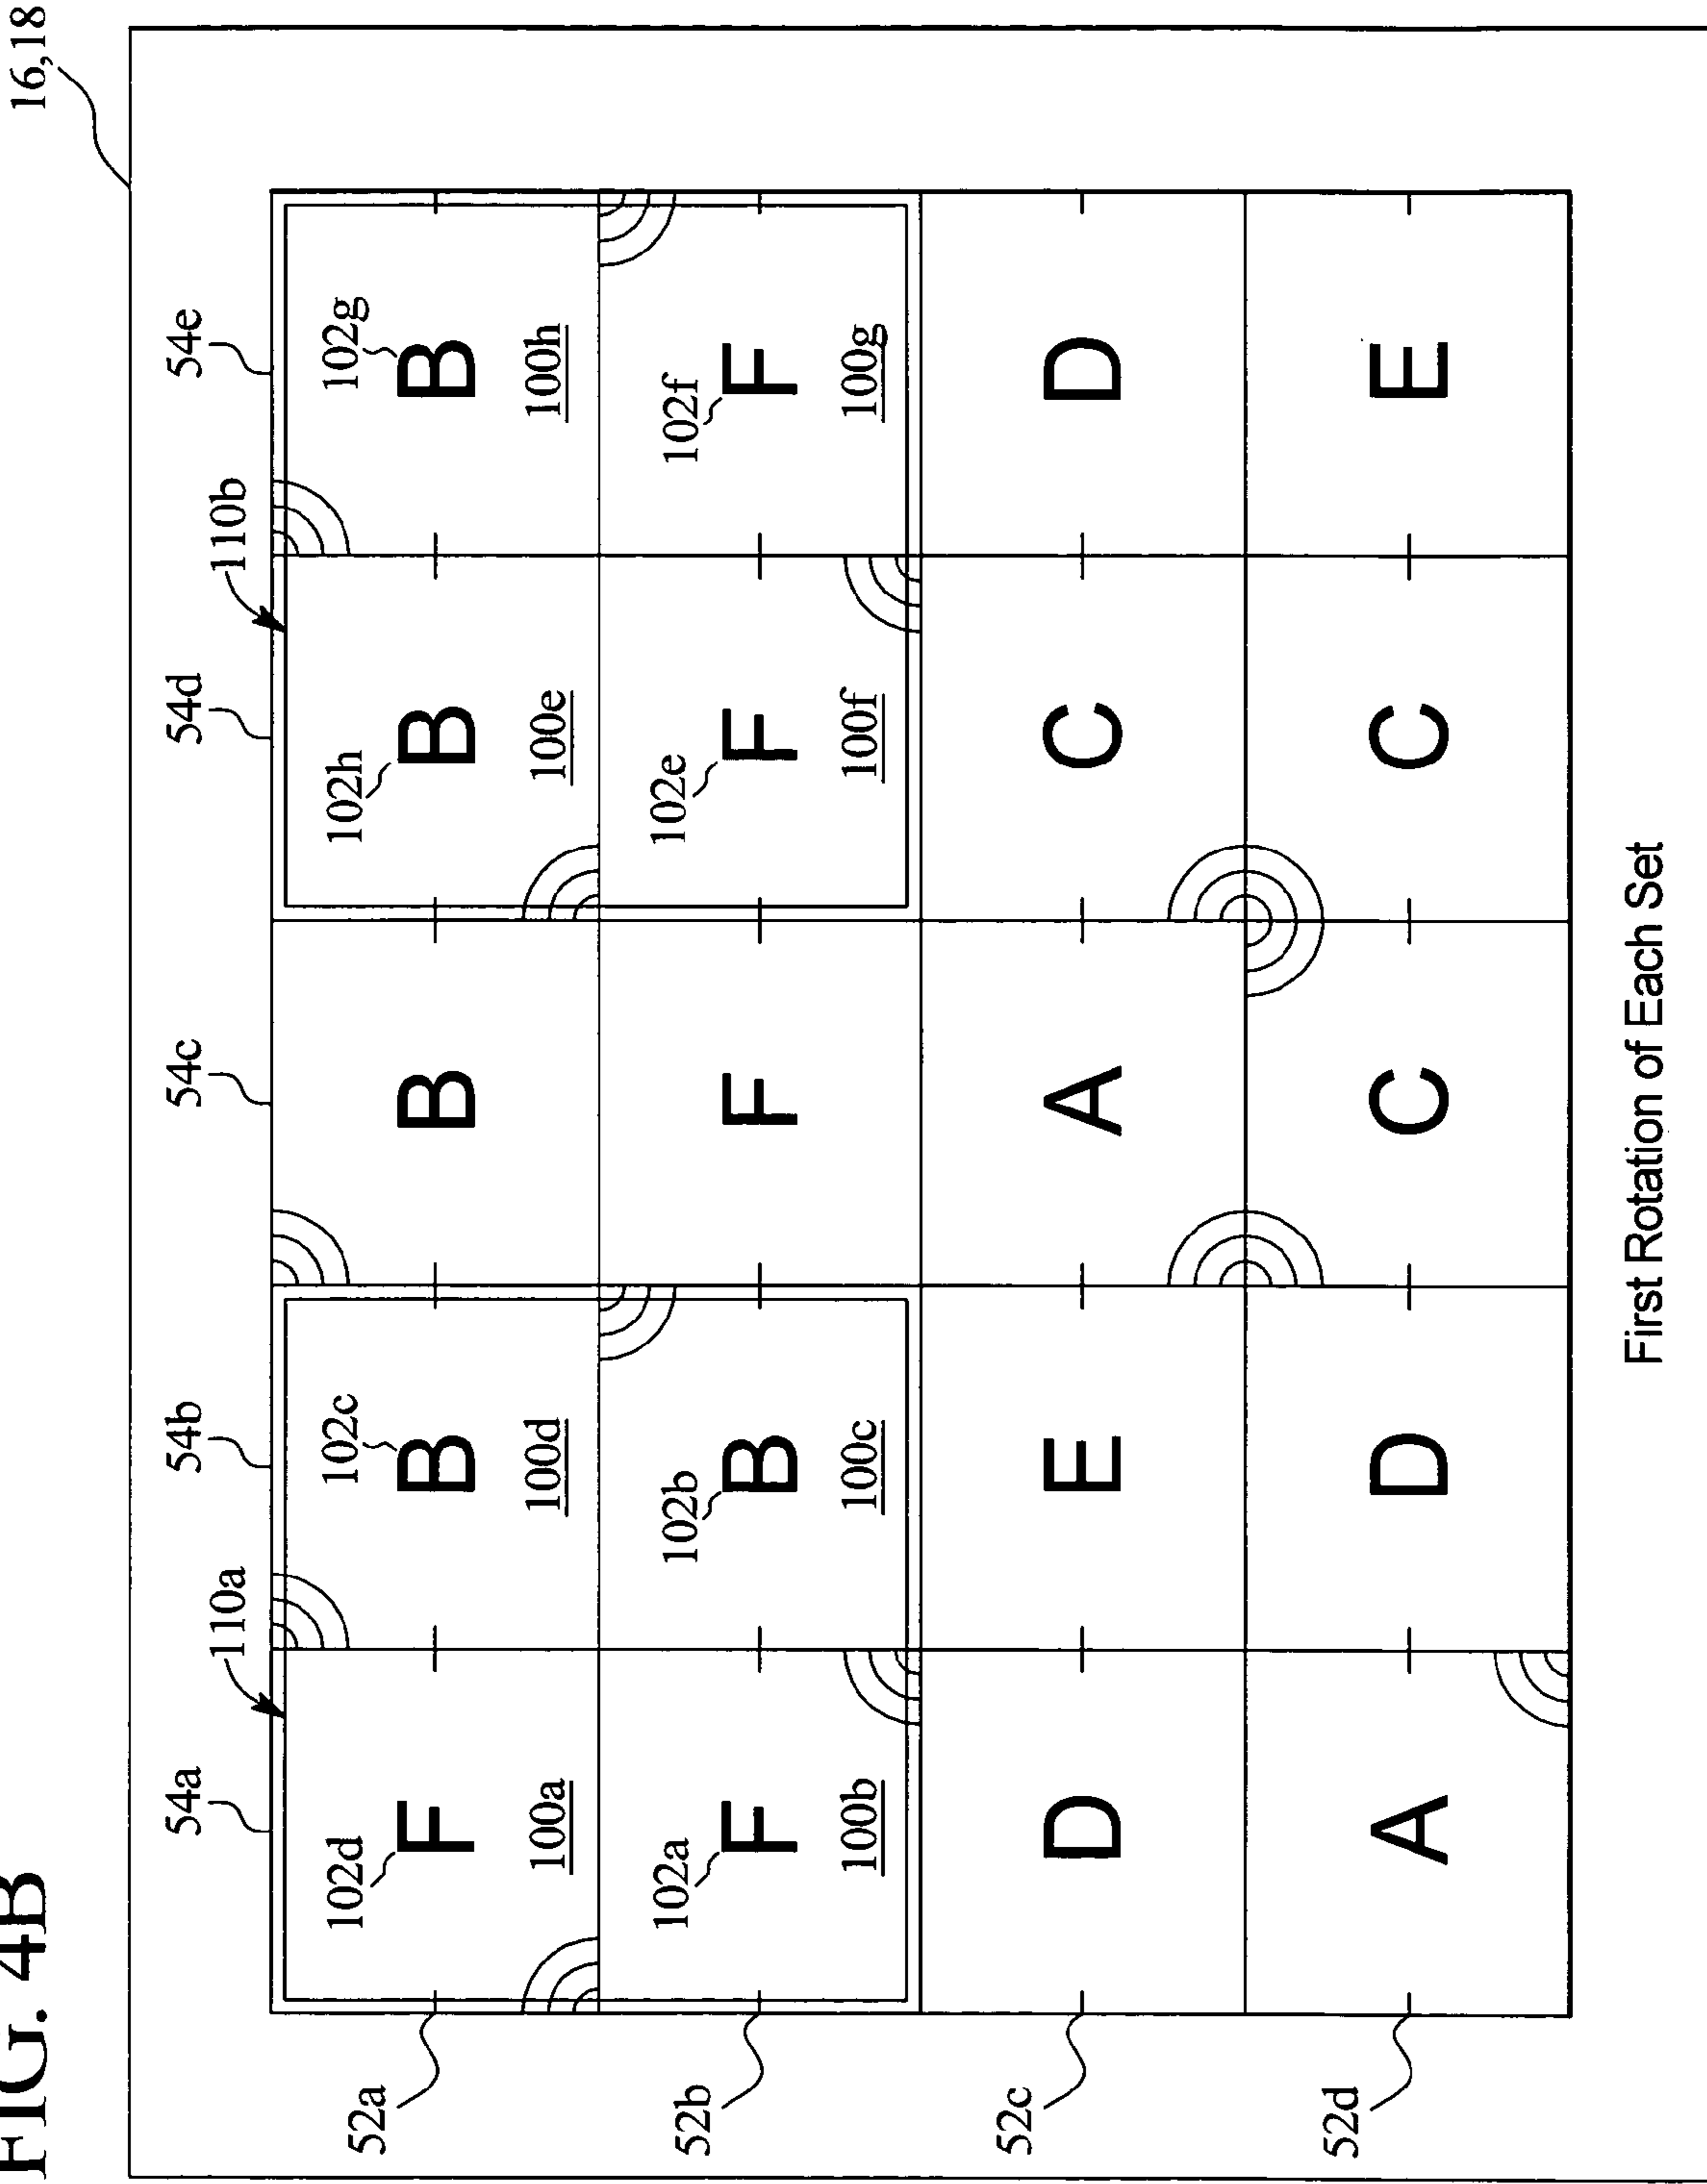 FIG. 4B
16,18
54a 54b 54c 54d 54e
110a 110b
102d 102c 102h 102g
52a F B B B B
100a 100d 100e 100h
102a 102b 102e 102f
52b F B F F F
100b 100c 100f 100g
52c D E A C D
52d A D C C E
First Rotation of Each Set